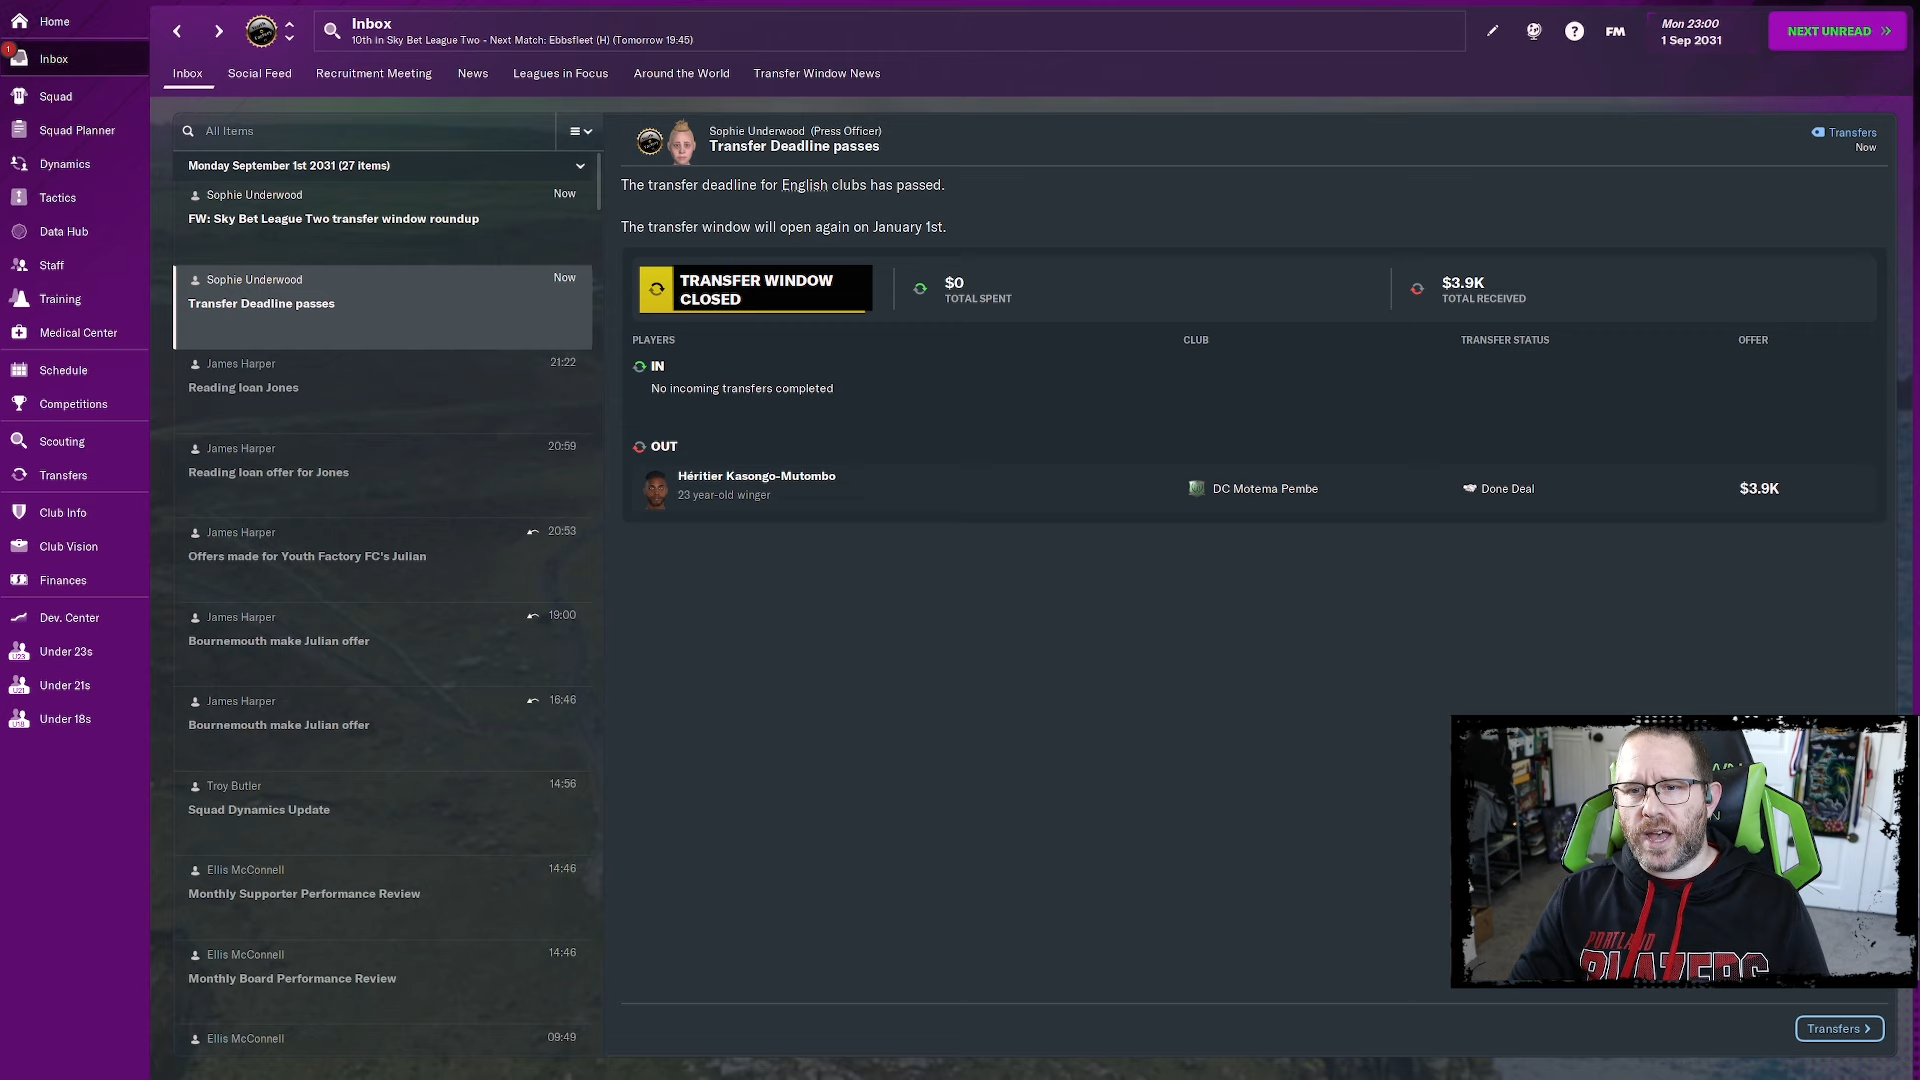 Home
1
Inbox
Squad
Squad Planner
Dynamics
Tactics
Data Hub
Staff
Training
Medical Center
Schedule
Competitions
Scouting
Transfers
Club Info
Club Vision
Finances
Dev. Center
Under 23s
Under 21s
Under 18s
Inbox
10th in Sky Bet League Two - Next Match: Ebbsfleet (H) (Tomorrow 19:45)
FM
Mon 23:00
1 Sep 2031
NEXT UNREAD
Inbox Social Feed Recruitment Meeting News Leagues in Focus Around the World Transfer Window News
All Items
Monday September 1st 2031 (27 items)
Sophie Underwood Now
FW: Sky Bet League Two transfer window roundup
Sophie Underwood Now
Transfer Deadline passes
James Harper 21:22
Reading loan Jones
James Harper 20:59
Reading loan offer for Jones
James Harper 20:53
Offers made for Youth Factory FC's Julian
James Harper 19:00
Bournemouth make Julian offer
James Harper 16:46
Bournemouth make Julian offer
Troy Butler 14:56
Squad Dynamics Update
Ellis McConnell 14:46
Monthly Supporter Performance Review
Ellis McConnell 14:46
Monthly Board Performance Review
Ellis McConnell 09:49
Sophie Underwood (Press Officer)
Transfer Deadline passes
Transfers
Now
The transfer deadline for English clubs has passed.
The transfer window will open again on January 1st.
TRANSFER WINDOW
CLOSED
$0
TOTAL SPENT
$3.9K
TOTAL RECEIVED
PLAYERS CLUB TRANSFER STATUS OFFER
IN
No incoming transfers completed
OUT
Héritier Kasongo-Mutombo
23 year-old winger
DC Motema Pembe
Done Deal
$3.9K
PORTLAND
BLAZERS
Transfers